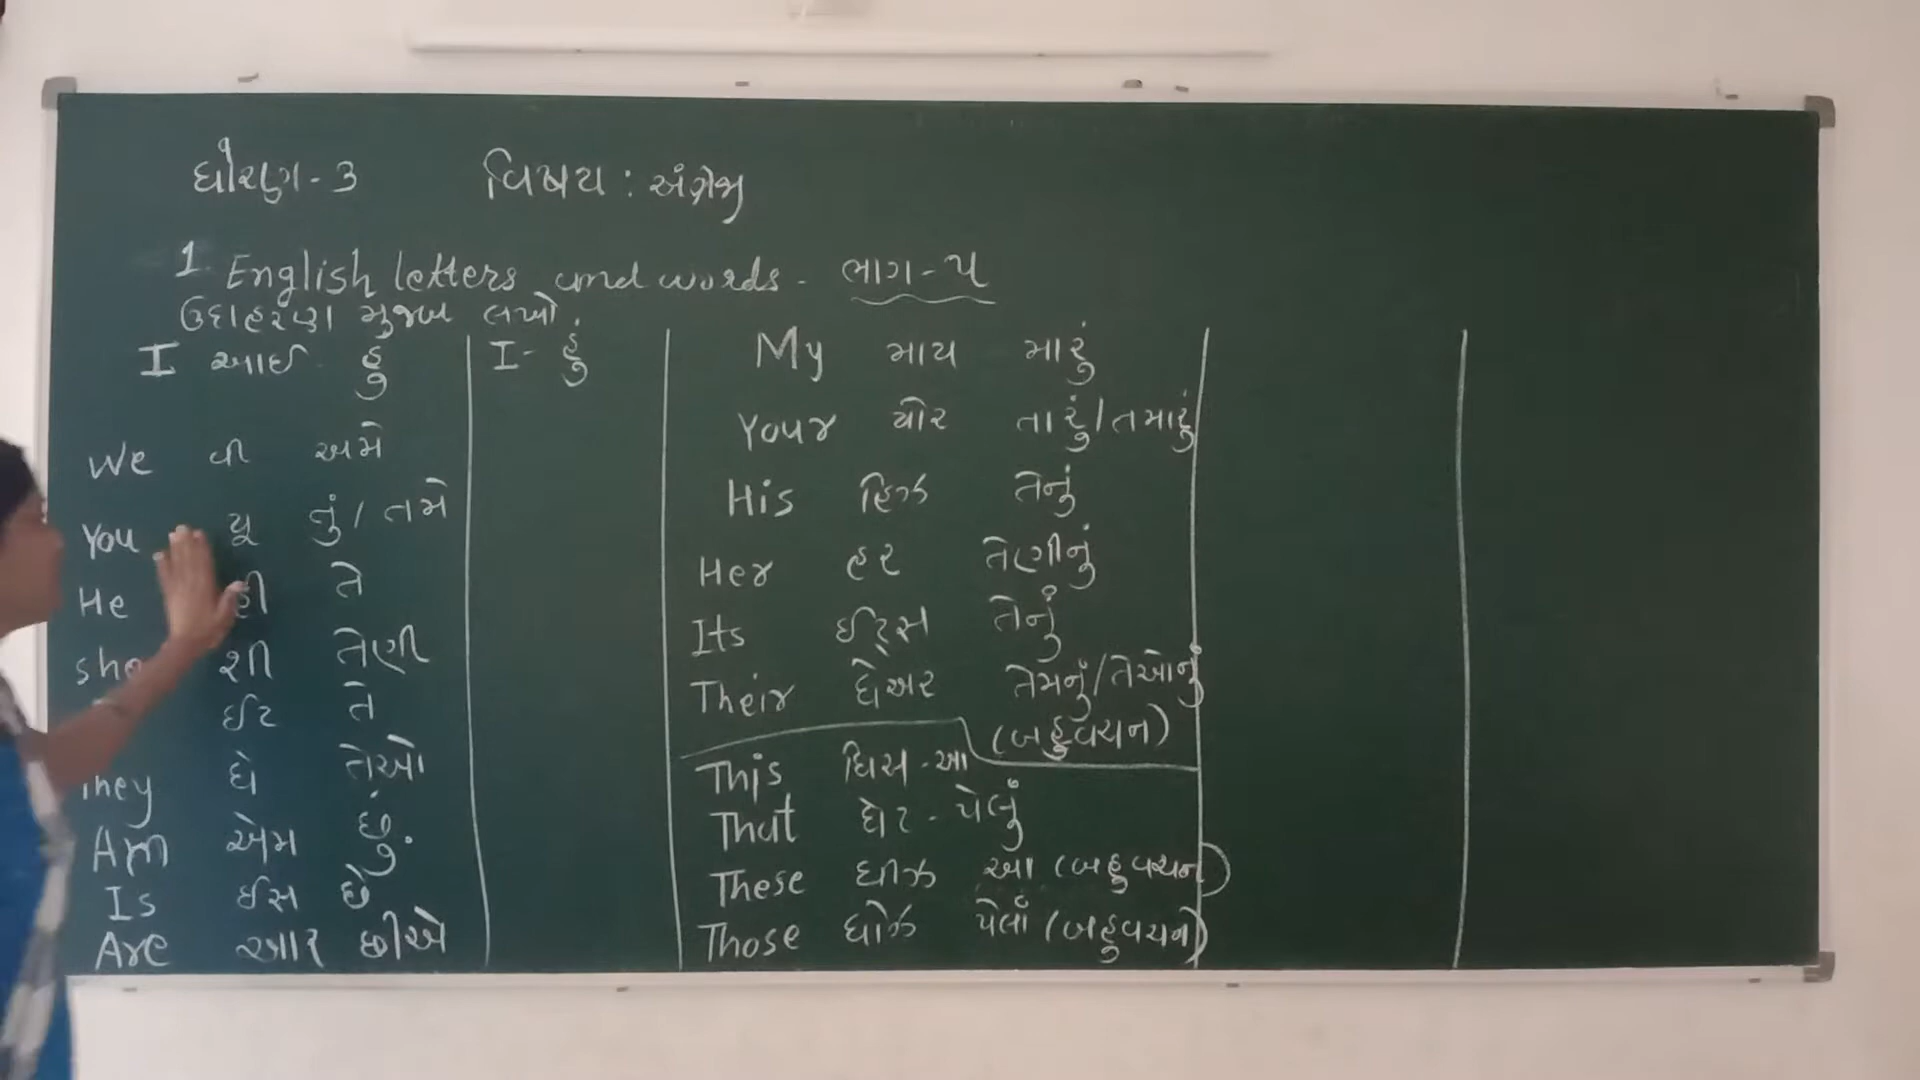 ધોરણ - ૩ વિષય : અંગ્રેજી
1. English letters and words - ભાગ - ૫
ઉદાહરણ મુજબ લખો
I આઈ હું
We વી અમે
You યૂ તું / તમે
He હી તે
she શી તેણી
ઈટ તે
They ધે તેઓ
Am એમ છું.
Is ઈસ છે
Are આર છીએ
I - હું
My માય મારું
Your યોર તારું / તમારું
His હિઝ તેનું
Her હર તેણીનું
Its ઈટ્સ તેનું
Their ધેઅર તેમનું / તેઓનું
(બહુવચન)
This ધિસ - આ
That ધેટ - પેલું
These ધીઝ આ (બહુવચન)
Those ધોઝ પેલાં (બહુવચન)